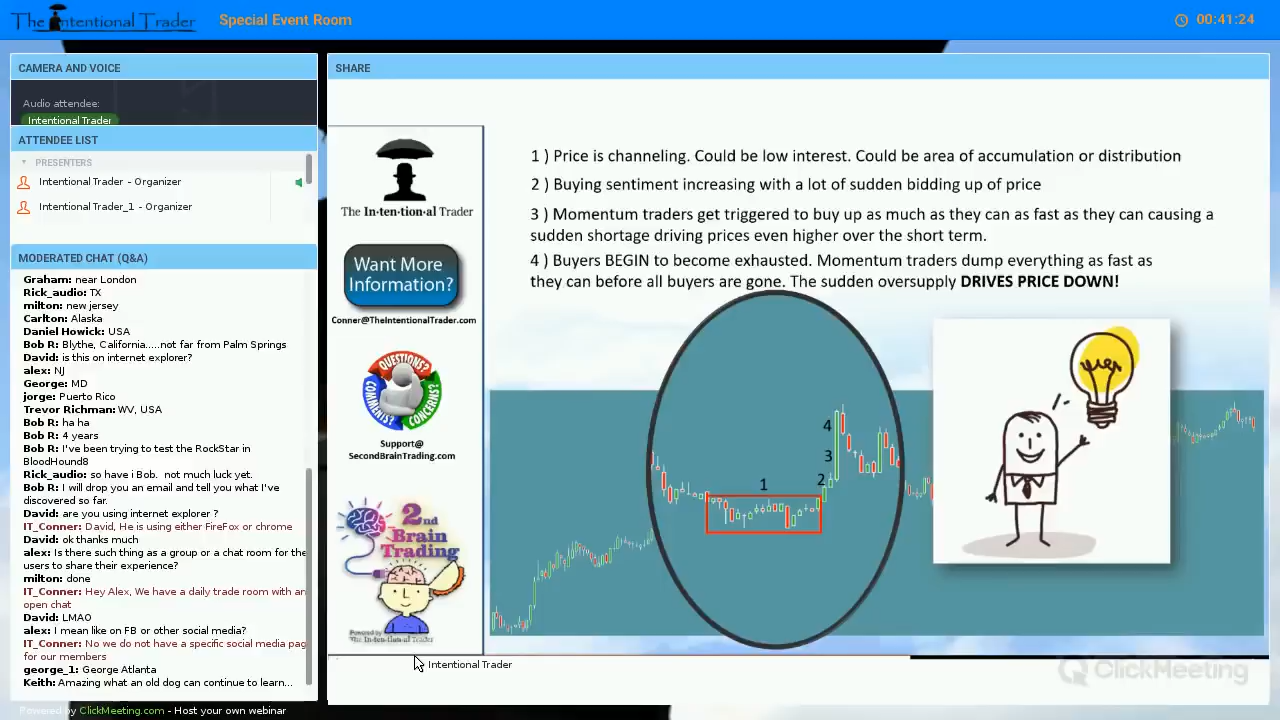 The Intentional Trader
Special Event Room
00:41:24
CAMERA AND VOICE
Audio attendee:
Intentional Trader
ATTENDEE LIST
PRESENTERS
Intentional Trader - Organizer
Intentional Trader_1 - Organizer
MODERATED CHAT (Q&A)
Graham: near London
Rick_audio: TX
milton: new jersey
Carlton: Alaska
Daniel Howick: USA
Bob R: Blythe, California.....not far from Palm Springs
David: is this on internet explorer?
alex: NJ
George: MD
jorge: Puerto Rico
Trevor Richman: WV, USA
Bob R: ha ha
Bob R: 4 years
Bob R: I've been trying to test the RockStar in
BloodHound8
Rick_audio: so have i Bob. not much luck yet.
Bob R: I will drop you an email and tell you what I've
discovered so far.
David: are you using internet explorer ?
IT_Conner: David, He is using either FireFox or chrome
David: ok thanks much
alex: Is there such thing as a group or a chat room for the
users to share their experience?
milton: done
IT_Conner: Hey Alex, We have a daily trade room with an
open chat
David: LMAO
alex: I mean like on FB or other social media?
IT_Conner: No we do not have a specific social media pag
for our members
george_1: George Atlanta
Keith: Amazing what an old dog can continue to learn...
Powered by ClickMeeting.com - Host your own webinar
SHARE
The In·ten·tion·al Trader
Want More
Information?
Conner@TheIntentionalTrader.com
QUESTIONS?
COMMENTS?
CONCERNS?
Support@
SecondBrainTrading.com
2nd
Brain
Trading
Powered by
The In·ten·tion·al Trader
1 ) Price is channeling. Could be low interest. Could be area of accumulation or distribution
2 ) Buying sentiment increasing with a lot of sudden bidding up of price
3 ) Momentum traders get triggered to buy up as much as they can as fast as they can causing a
sudden shortage driving prices even higher over the short term.
4 ) Buyers BEGIN to become exhausted. Momentum traders dump everything as fast as
they can before all buyers are gone. The sudden oversupply DRIVES PRICE DOWN!
4
3
2
1
Intentional Trader
ClickMeeting